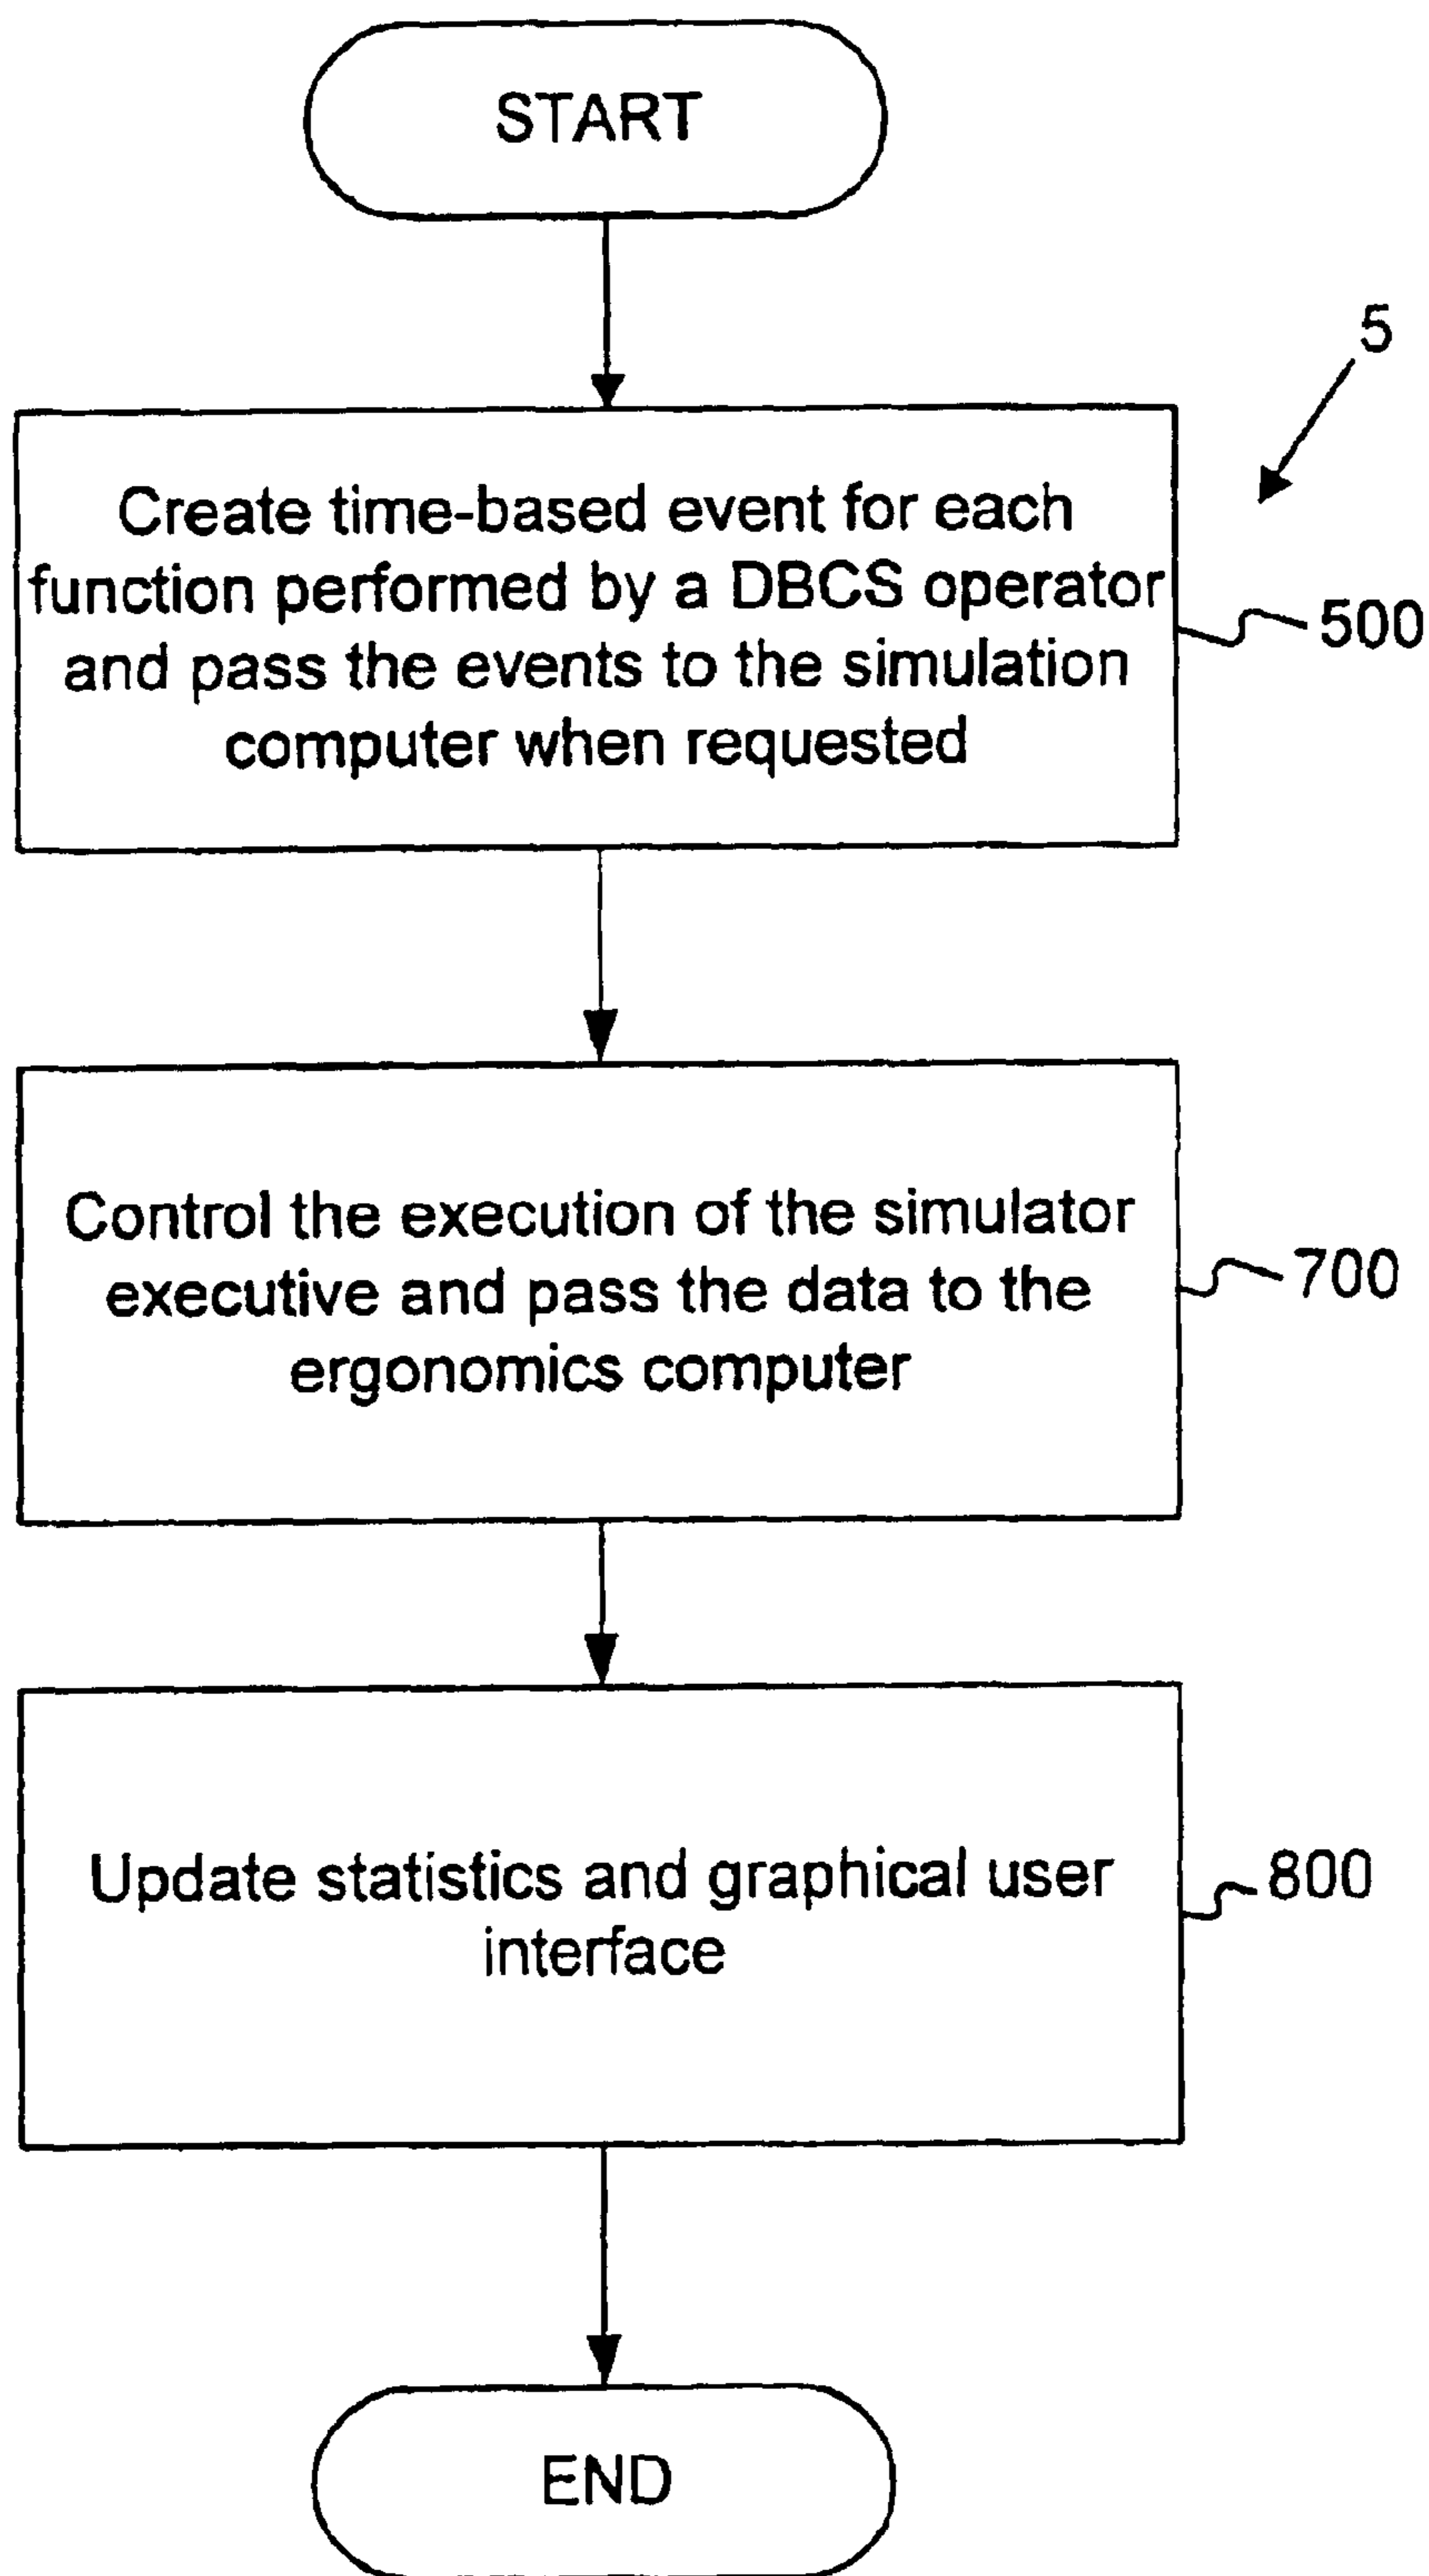 START
5
Create time-based event for each
function performed by a DBCS operator
and pass the events to the simulation
computer when requested
500
Control the execution of the simulator
executive and pass the data to the
ergonomics computer
700
Update statistics and graphical user
interface
800
END